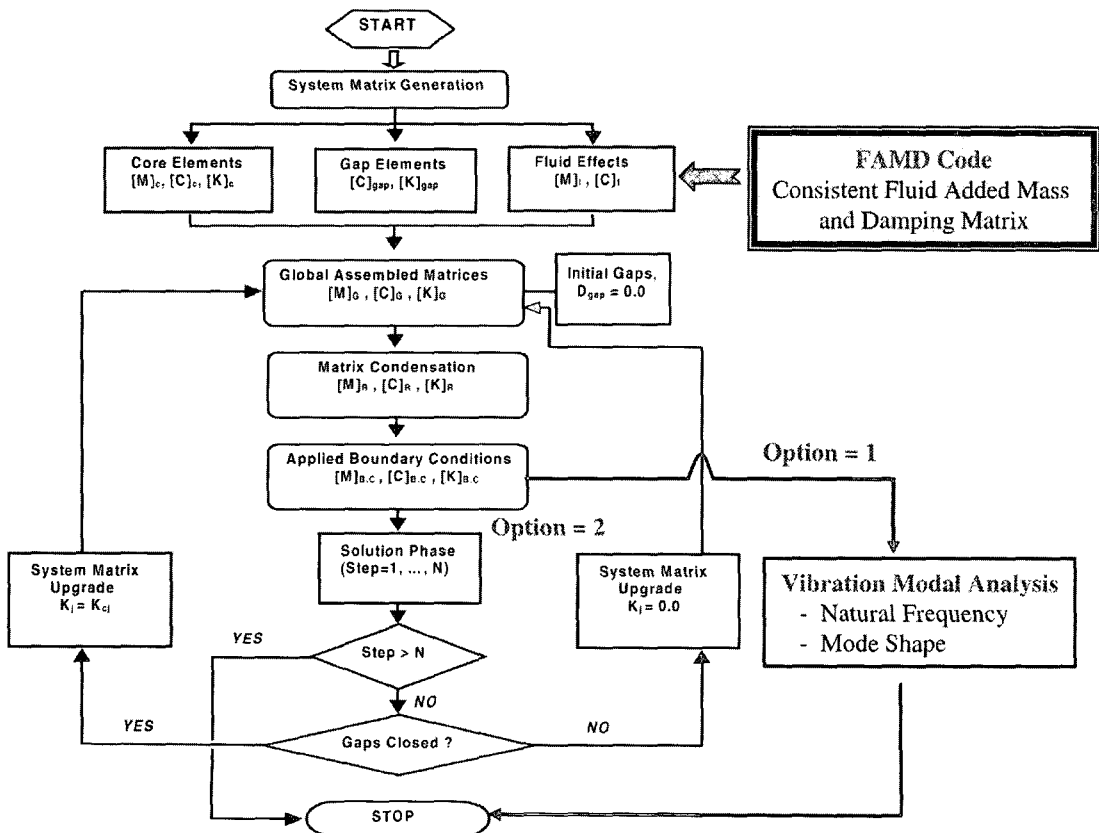 START
System Matrix Generation
Core Elements
[M]c, [C]c, [K]c
Gap Elements
[C]gap, [K]gap
Fluid Effects
[M]f , [C]f
FAMD Code
Consistent Fluid Added Mass
and Damping Matrix
Global Assembled Matrices
[M]G , [C]G , [K]G
Initial Gaps,
Dgap = 0.0
Matrix Condensation
[M]R , [C]R , [K]R
Applied Boundary Conditions
[M]B.C , [C]B.C , [K]B.C
Option = 1
Option = 2
Solution Phase
(Step=1, ..., N)
System Matrix
Upgrade
Kj = Kcj
System Matrix
Upgrade
Kj = 0.0
Vibration Modal Analysis
- Natural Frequency
- Mode Shape
YES
Step > N
NO
YES
Gaps Closed ?
NO
STOP